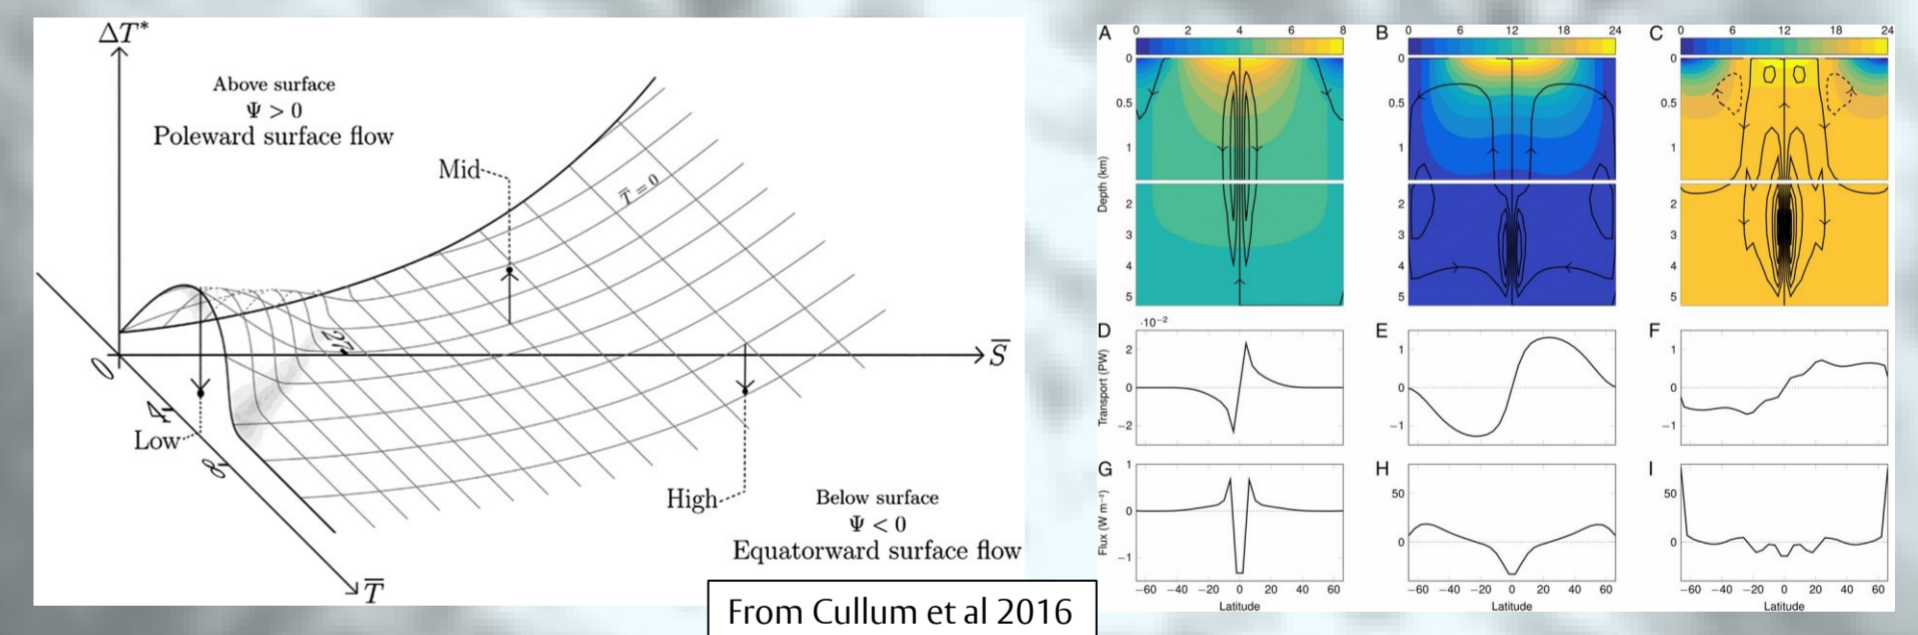 ΔT*
Above surface
Ψ > 0
Poleward surface flow
Mid
T̅ = 0
S̅
0
4
Low
8
27
High
Below surface
Ψ < 0
Equatorward surface flow
T̅
From Cullum et al 2016
A
0 2 4 6 8
B
0 6 12 18 24
C
0 6 12 18 24
Depth (km)
0
0.5
1
2
3
4
5
0
0.5
1
2
3
4
5
0
0.5
1
2
3
4
5
D
·10⁻²
Transport (PW)
2
0
−2
E
1
0
−1
F
1
0
−1
G
Flux (W m⁻²)
1
0
−1
−60 −40 −20 0 20 40 60
Latitude
H
50
0
−60 −40 −20 0 20 40 60
Latitude
I
50
0
−60 −40 −20 0 20 40 60
Latitude